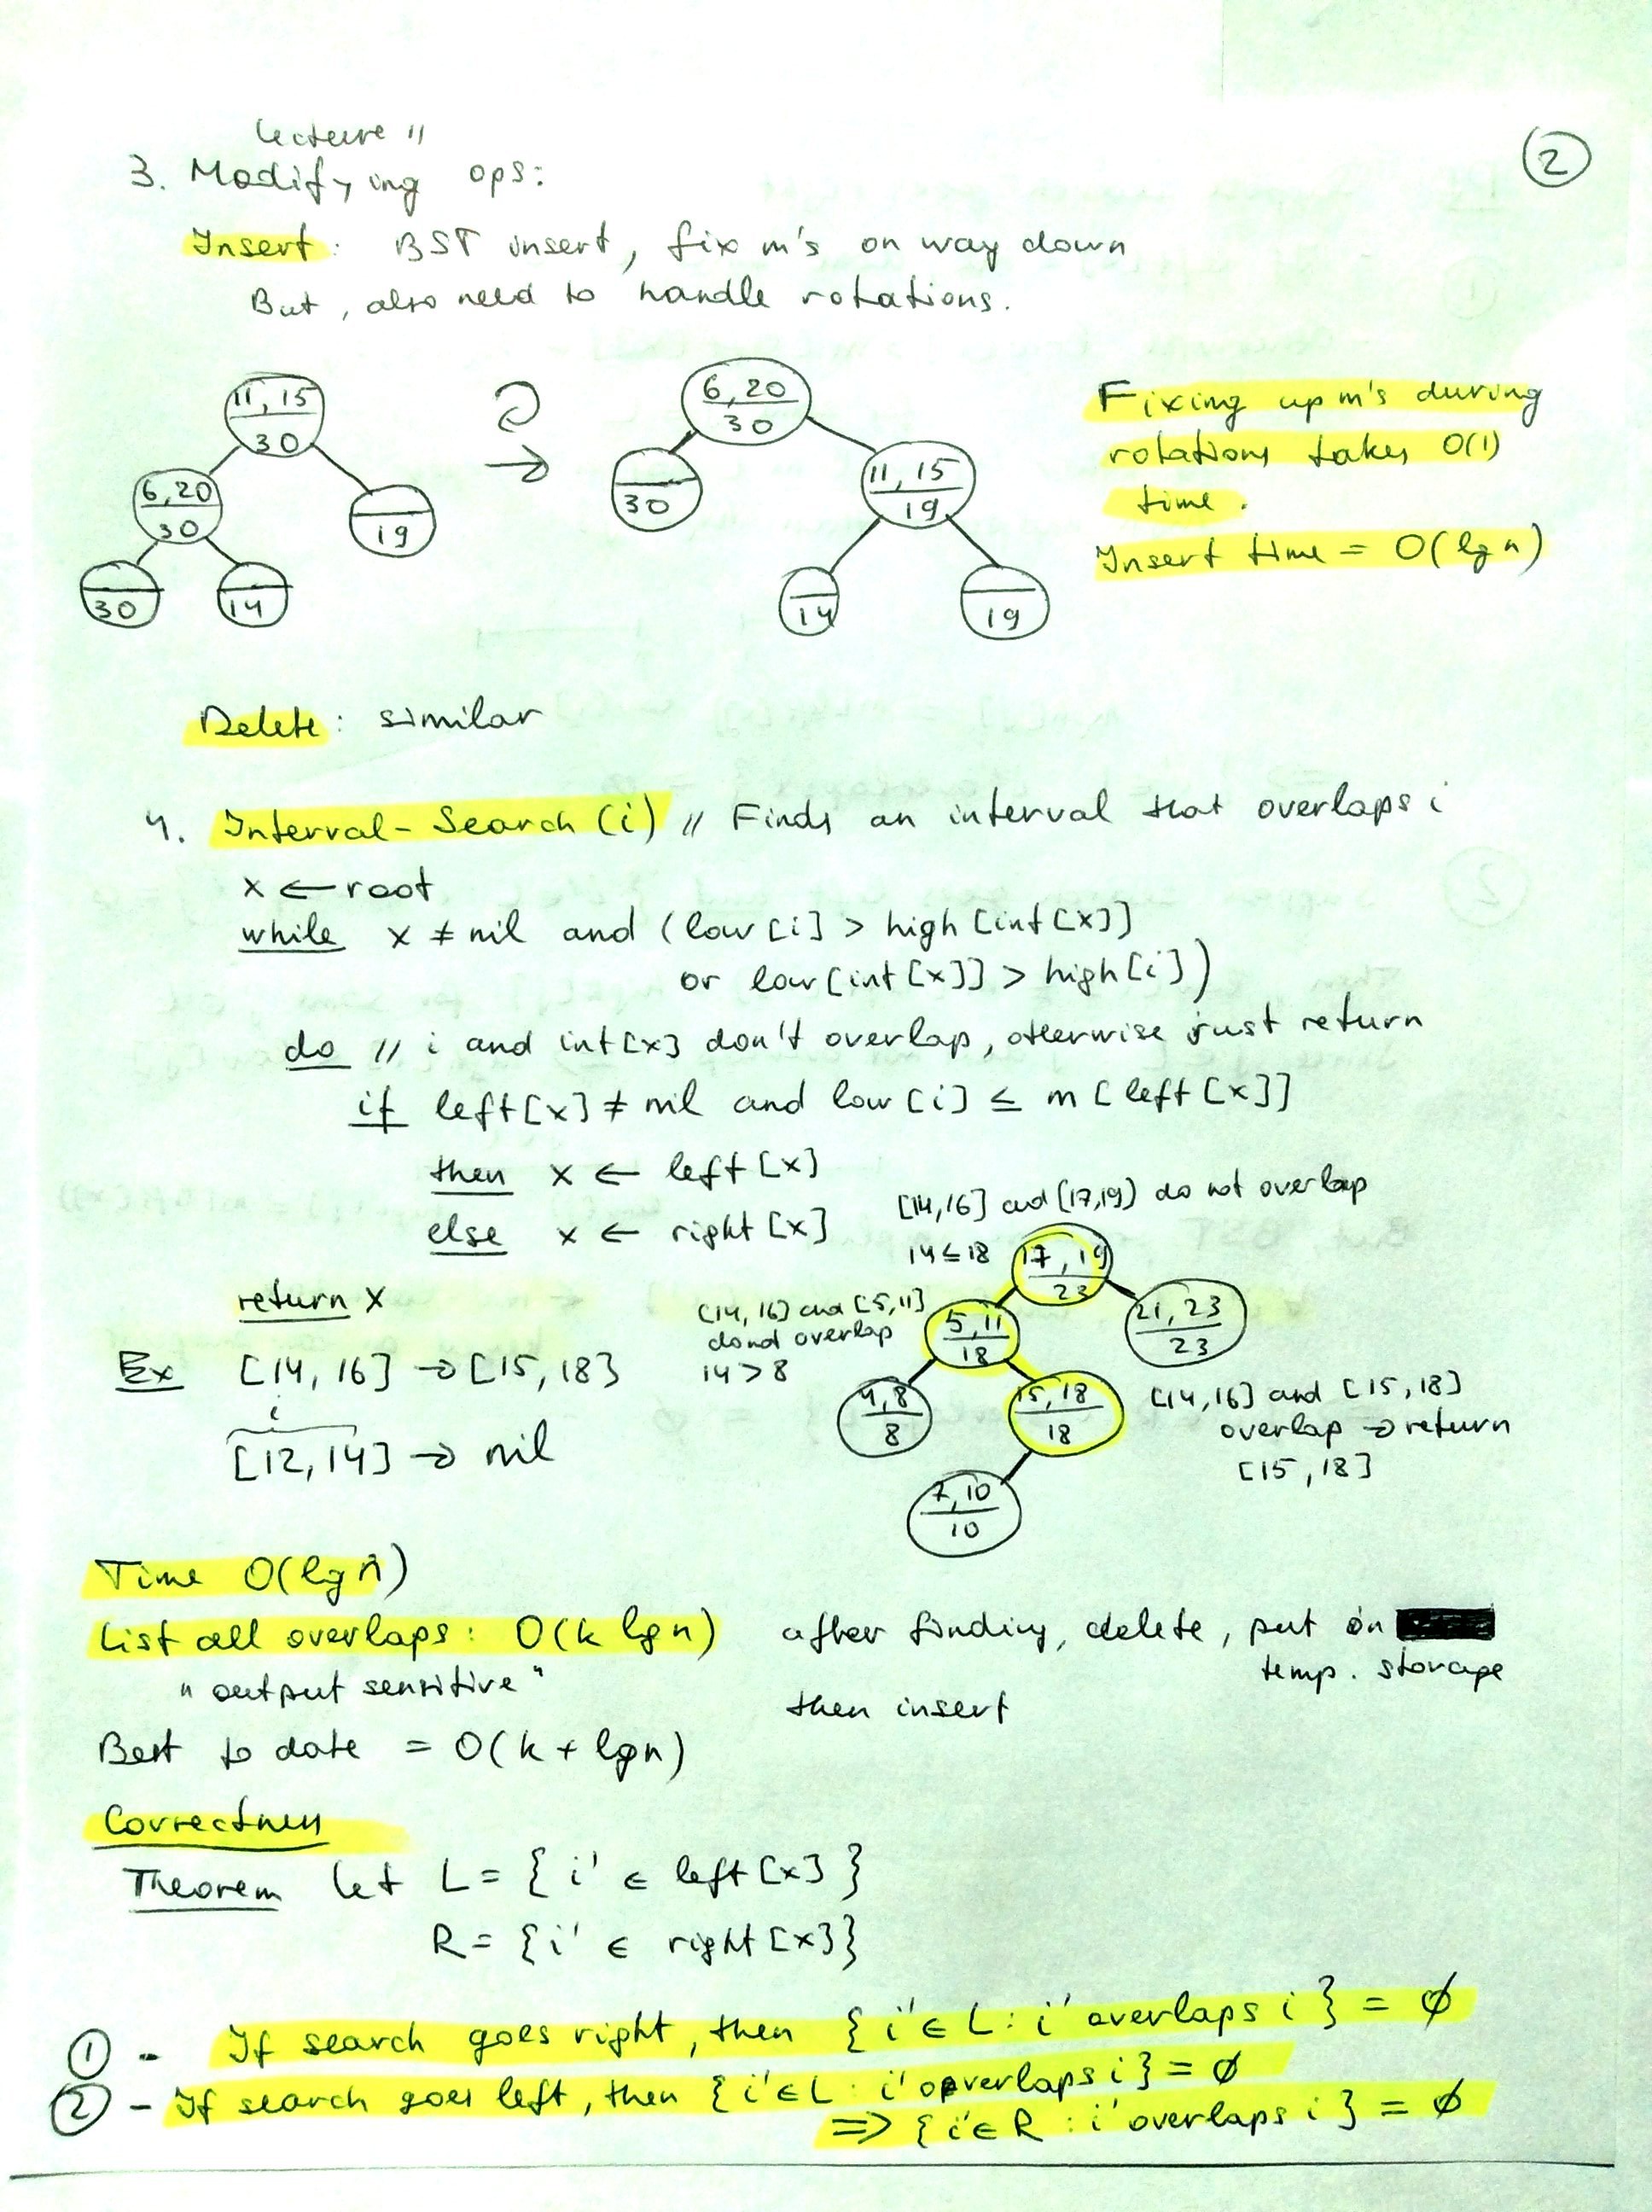 Lecture 11
2
3. Modifying ops:
Insert: BST insert, fix m's on way down
But, also need to handle rotations.
11, 15
30
6,20
30
19
30
14
→
6,20
30
30
11, 15
19
14
19
Fixing up m's during
rotations takes O(1)
time.
Insert time = O(lg n)
Delete: similar
4. Interval-Search (i) // Finds an interval that overlaps i
x ← root
while x ≠ nil and (low [i] > high [int [x]]
or low [int [x]] > high [i])
do // i and int [x] don't overlap, otherwise just return
if left [x] ≠ nil and low [i] ≤ m [left [x]]
then x ← left [x]
else x ← right [x]
return x
[14, 16] and [17,19) do not overlap
14 ≤ 18
17, 19
23
[14, 16] and [5,11]
do not overlap
14 > 8
5, 11
18
21, 23
23
4, 8
8
15, 18
18
7, 10
10
[14,16] and [15, 18]
overlap → return
[15, 18]
Ex [14, 16] → [15, 18]
i
[12, 14] → nil
Time O(lg n)
List all overlaps: O(k lg n) after finding, delete, put on
temp. storage
"output sensitive"
then insert
Best to date = O(k + lg n)
Correctness
Theorem Let L = { i' ∈ left [x] }
R = { i' ∈ right [x] }
① - If search goes right, then { i' ∈ L : i' overlaps i } = ∅
② - If search goes left, then { i' ∈ L : i' overlaps i } = ∅
⇒ { i' ∈ R : i' overlaps i } = ∅